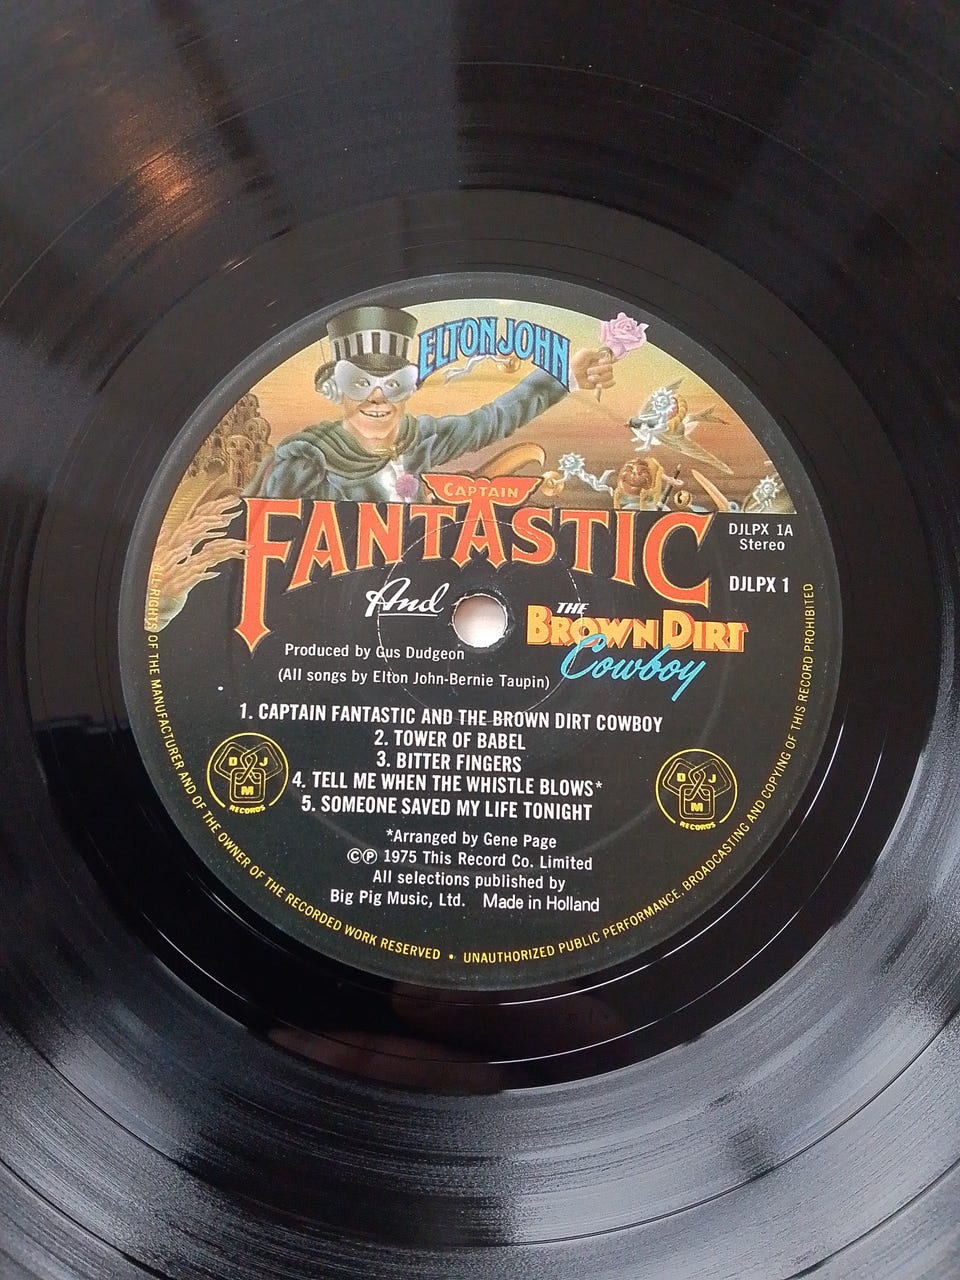 ELTON JOHN
CAPTAIN
FANTASTIC
And
THE
BROWN DIRT
Cowboy
DJLPX 1A
Stereo
DJLPX 1
Produced by Gus Dudgeon
(All songs by Elton John-Bernie Taupin)
1. CAPTAIN FANTASTIC AND THE BROWN DIRT COWBOY
2. TOWER OF BABEL
3. BITTER FINGERS
4. TELL ME WHEN THE WHISTLE BLOWS*
5. SOMEONE SAVED MY LIFE TONIGHT
DJM
RECORDS
DJM
RECORDS
*Arranged by Gene Page
©℗ 1975 This Record Co. Limited
All selections published by
Big Pig Music, Ltd. Made in Holland
ALL RIGHTS OF THE MANUFACTURER AND OF THE OWNER OF THE RECORDED WORK RESERVED • UNAUTHORIZED PUBLIC PERFORMANCE, BROADCASTING AND COPYING OF THIS RECORD PROHIBITED